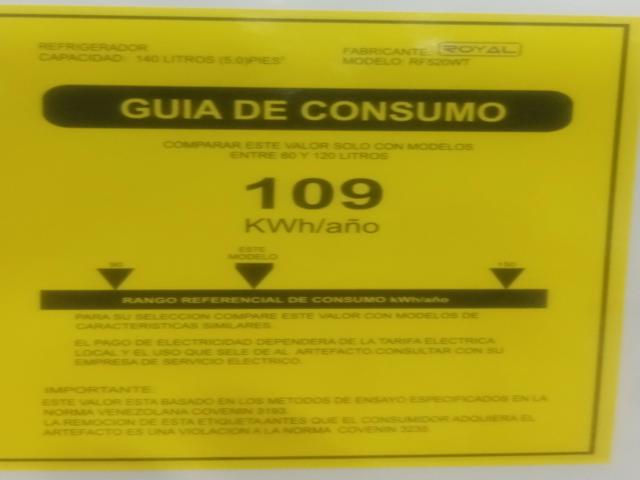 REFRIGERADOR
CAPACIDAD: 140 LITROS (5.0)PIES³
FABRICANTE: ROYAL
MODELO: RF520WT
GUIA DE CONSUMO
COMPARAR ESTE VALOR SOLO CON MODELOS
ENTRE 60 Y 120 LITROS
109
KWh/año
ESTE
MODELO
90
150
RANGO REFERENCIAL DE CONSUMO kWh/año
PARA SU SELECCION COMPARE ESTE VALOR CON MODELOS DE
CARACTERISTICAS SIMILARES.
EL PAGO DE ELECTRICIDAD DEPENDERA DE LA TARIFA ELECTRICA
LOCAL Y EL USO QUE SELE DE AL ARTEFACTO.CONSULTAR CON SU
EMPRESA DE SERVICIO ELECTRICO.
IMPORTANTE:
ESTE VALOR ESTA BASADO EN LOS METODOS DE ENSAYO ESPECIFICADOS EN LA
NORMA VENEZOLANA COVENIN 3193.
LA REMOCION DE ESTA ETIQUETA ANTES QUE EL CONSUMIDOR ADQUIERA EL
ARTEFACTO ES UNA VIOLACION A LA NORMA COVENIN 3235